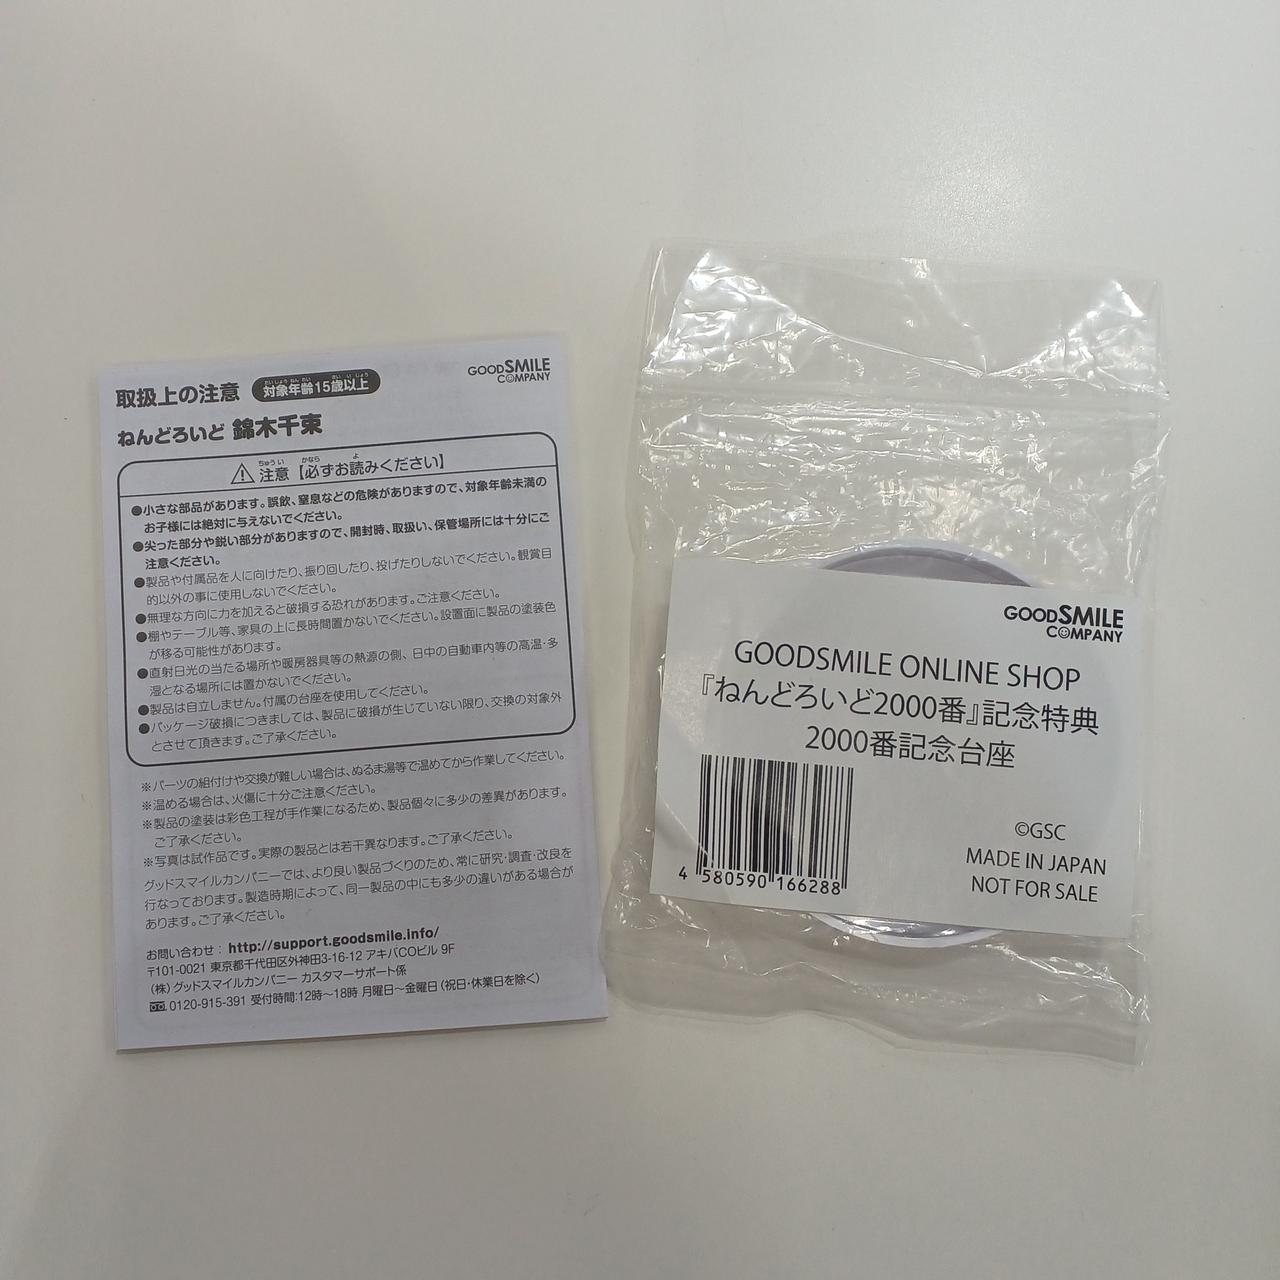 取扱上の注意 対象年齢15歳以上
たいしょうねんれい さい い じょう
GOODSMILE
COMPANY
ねんどろいど 錦木千束
ちゅうい かなら よ
注意【必ずお読みください】
●小さな部品があります。誤飲、窒息などの危険がありますので、対象年齢未満の
お子様には絶対に与えないでください。
●尖った部分や鋭い部分がありますので、開封時、取扱い、保管場所には十分にご
注意ください。
●製品や付属品を人に向けたり、振り回したり、投げたりしないでください。観賞目
的以外の事に使用しないでください。
●無理な方向に力を加えると破損する恐れがあります。ご注意ください。
●棚やテーブル等、家具の上に長時間置かないでください。設置面に製品の塗装色
が移る可能性があります。
●直射日光の当たる場所や暖房器具等の熱源の側、日中の自動車内等の高温・多
湿となる場所には置かないでください。
●製品は自立しません。付属の台座を使用してください。
●パッケージ破損につきましては、製品に破損が生じていない限り、交換の対象外
とさせて頂きます。ご了承ください。
※パーツの組付けや交換が難しい場合は、ぬるま湯等で温めてから作業してください。
※温める場合は、火傷に十分ご注意ください。
※製品の塗装は彩色工程が手作業になるため、製品個々に多少の差異があります。
ご了承ください。
※写真は試作品です。実際の製品とは若干異なります。ご了承ください。
グッドスマイルカンパニーでは、より良い製品づくりのため、常に研究・調査・改良を
行なっております。製造時期によって、同一製品の中にも多少の違いがある場合が
あります。ご了承ください。
お問い合わせ : http://support.goodsmile.info/
〒101-0021 東京都千代田区外神田3-16-12 アキバCOビル 9F
(株) グッドスマイルカンパニー カスタマーサポート係
0120-915-391 受付時間:12時～18時 月曜日～金曜日 (祝日・休業日を除く)
GOODSMILE
COMPANY
GOODSMILE ONLINE SHOP
『ねんどろいど2000番』記念特典
2000番記念台座
4 580590 166288
©GSC
MADE IN JAPAN
NOT FOR SALE